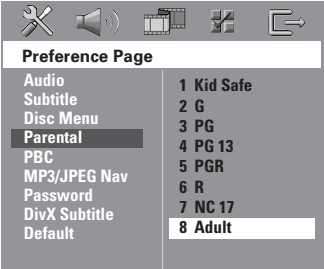 Preference Page
Audio
Subtitle
Disc Menu
Parental
PBC
MP3/JPEG Nav
Password
DivX Subtitle
Default
1 Kid Safe
2 G
3 PG
4 PG 13
5 PGR
6 R
7 NC 17
8 Adult